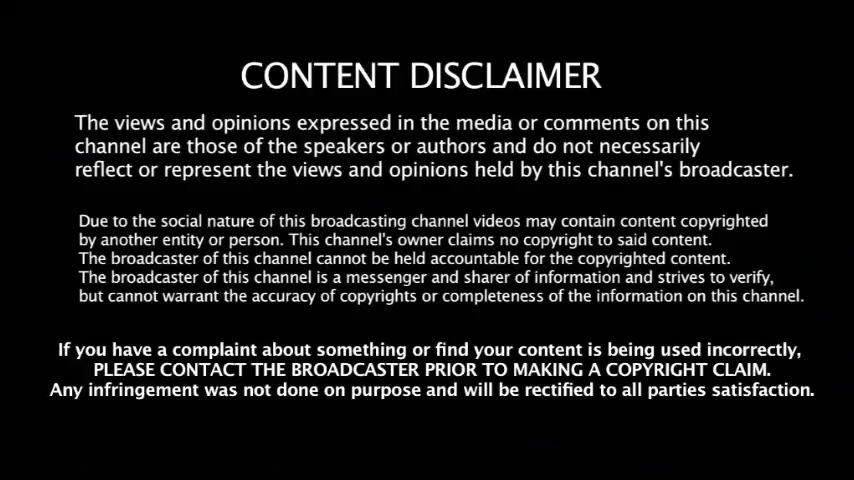 CONTENT DISCLAIMER
The views and opinions expressed in the media or comments on this
channel are those of the speakers or authors and do not necessarily
reflect or represent the views and opinions held by this channel's broadcaster.
Due to the social nature of this broadcasting channel videos may contain content copyrighted
by another entity or person. This channel's owner claims no copyright to said content.
The broadcaster of this channel cannot be held accountable for the copyrighted content.
The broadcaster of this channel is a messenger and sharer of information and strives to verify,
but cannot warrant the accuracy of copyrights or completeness of the information on this channel.
If you have a complaint about something or find your content is being used incorrectly,
PLEASE CONTACT THE BROADCASTER PRIOR TO MAKING A COPYRIGHT CLAIM.
Any infringement was not done on purpose and will be rectified to all parties satisfaction.